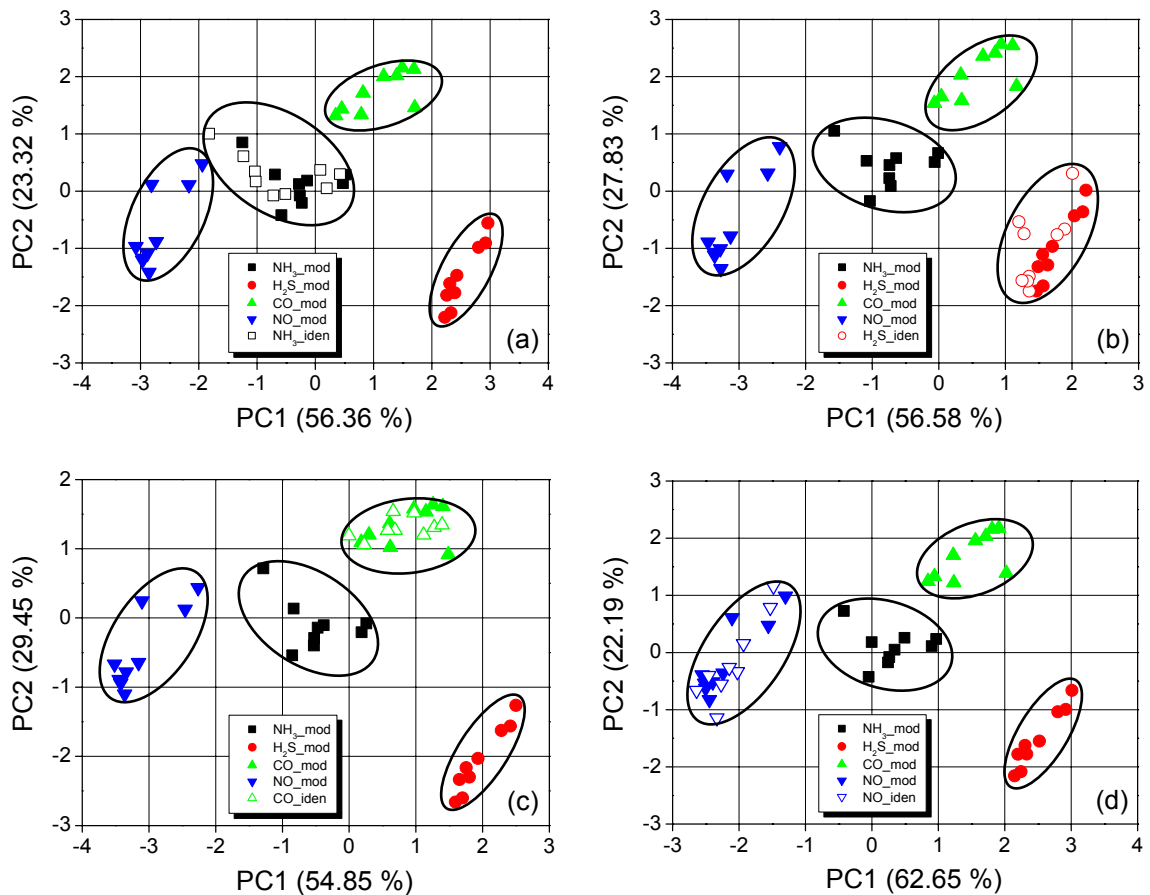 3
2
1
0
-1
-2
-3
-4 -3 -2 -1 0 1 2 3 4
PC2 (23.32 %)
PC1 (56.36 %)
NH₃_mod
H₂S_mod
CO_mod
NO_mod
NH₃_iden
(a)
3
2
1
0
-1
-2
-3
-4 -3 -2 -1 0 1 2 3
PC2 (27.83 %)
PC1 (56.58 %)
NH₃_mod
H₂S_mod
CO_mod
NO_mod
H₂S_iden
(b)
2
1
0
-1
-2
-3
-4 -3 -2 -1 0 1 2 3
PC2 (29.45 %)
PC1 (54.85 %)
NH₃_mod
H₂S_mod
CO_mod
NO_mod
CO_iden
(c)
3
2
1
0
-1
-2
-3
-3 -2 -1 0 1 2 3 4
PC2 (22.19 %)
PC1 (62.65 %)
NH₃_mod
H₂S_mod
CO_mod
NO_mod
NO_iden
(d)